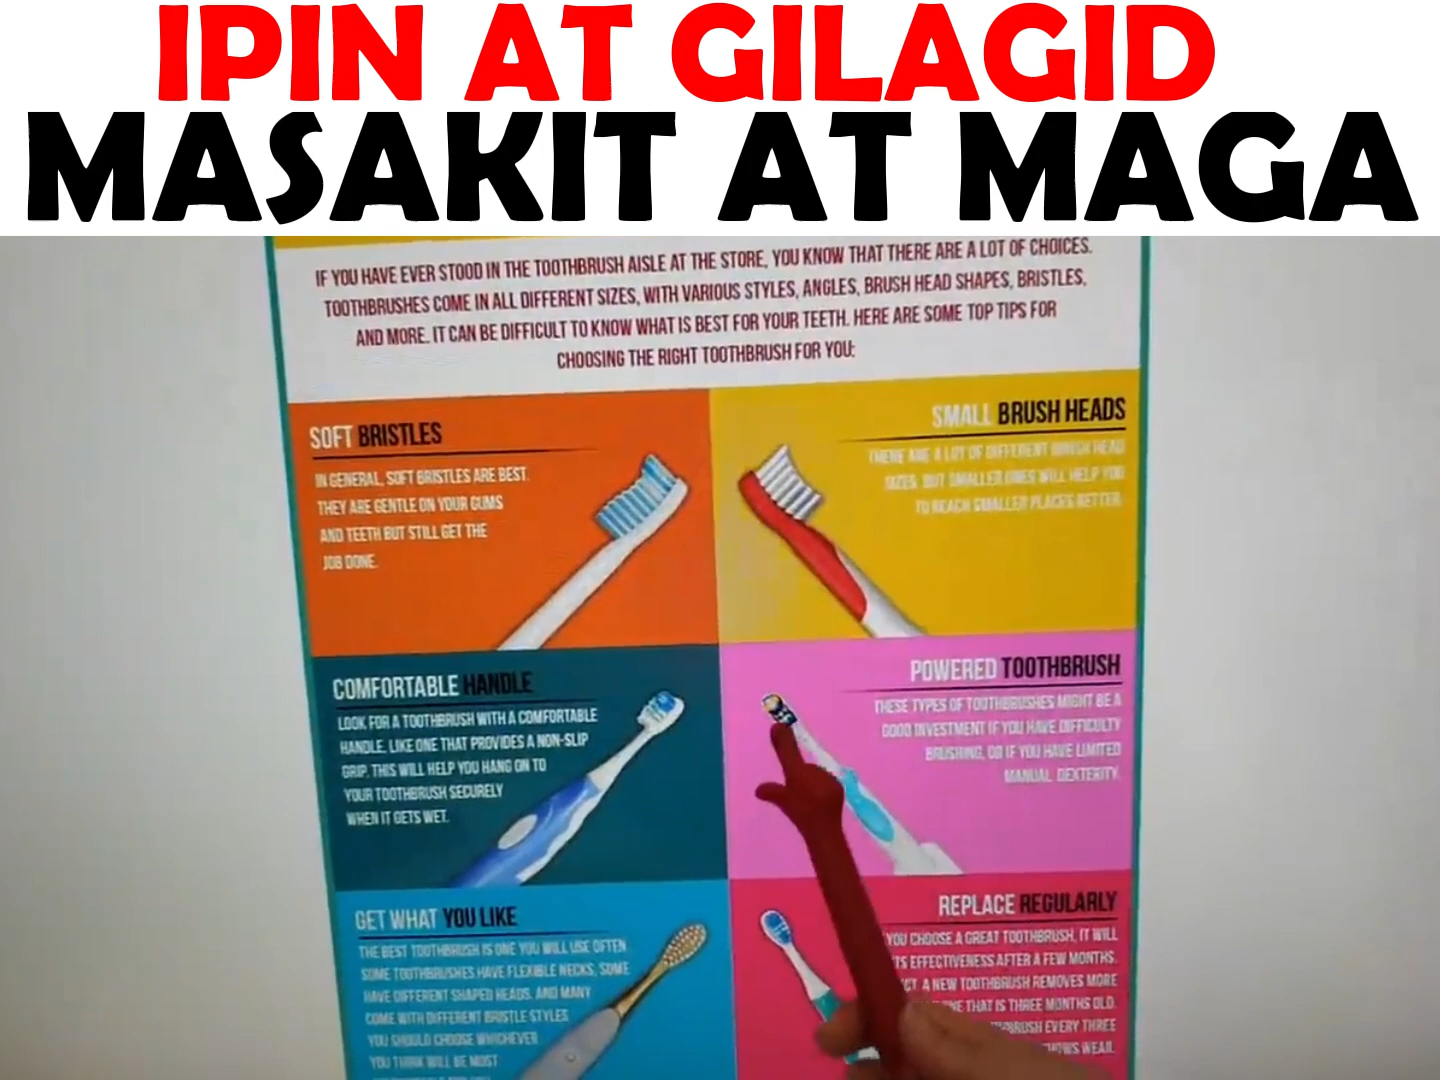 IPIN AT GILAGID
MASAKIT AT MAGA
IF YOU HAVE EVER STOOD IN THE TOOTHBRUSH AISLE AT THE STORE, YOU KNOW THAT THERE ARE A LOT OF CHOICES.
TOOTHBRUSHES COME IN ALL DIFFERENT SIZES, WITH VARIOUS STYLES, ANGLES, BRUSH HEAD SHAPES, BRISTLES,
AND MORE. IT CAN BE DIFFICULT TO KNOW WHAT IS BEST FOR YOUR TEETH. HERE ARE SOME TOP TIPS FOR
CHOOSING THE RIGHT TOOTHBRUSH FOR YOU:
SOFT BRISTLES
IN GENERAL, SOFT BRISTLES ARE BEST.
THEY ARE GENTLE ON YOUR GUMS
AND TEETH BUT STILL GET THE
JOB DONE.
SMALL BRUSH HEADS
THERE ARE A LOT OF DIFFERENT BRUSH HEAD
SIZES, BUT SMALLER ONES WILL HELP YOU
TO REACH SMALLER PLACES BETTER.
COMFORTABLE HANDLE
LOOK FOR A TOOTHBRUSH WITH A COMFORTABLE
HANDLE, LIKE ONE THAT PROVIDES A NON-SLIP
GRIP. THIS WILL HELP YOU HANG ON TO
YOUR TOOTHBRUSH SECURELY
WHEN IT GETS WET.
POWERED TOOTHBRUSH
THESE TYPES OF TOOTHBRUSHES MIGHT BE A
GOOD INVESTMENT IF YOU HAVE DIFFICULTY
BRUSHING, OR IF YOU HAVE LIMITED
MANUAL DEXTERITY.
GET WHAT YOU LIKE
THE BEST TOOTHBRUSH IS ONE YOU WILL USE OFTEN.
SOME TOOTHBRUSHES HAVE FLEXIBLE NECKS, SOME
HAVE DIFFERENT SHAPED HEADS, AND MANY
COME WITH DIFFERENT BRISTLE STYLES.
YOU SHOULD CHOOSE WHICHEVER
YOU THINK WILL BE MOST
REPLACE REGULARLY
YOU CHOOSE A GREAT TOOTHBRUSH, IT WILL
ITS EFFECTIVENESS AFTER A FEW MONTHS.
A NEW TOOTHBRUSH REMOVES MORE
THAT IS THREE MONTHS OLD.
EVERY THREE
SHOWS WEAR.